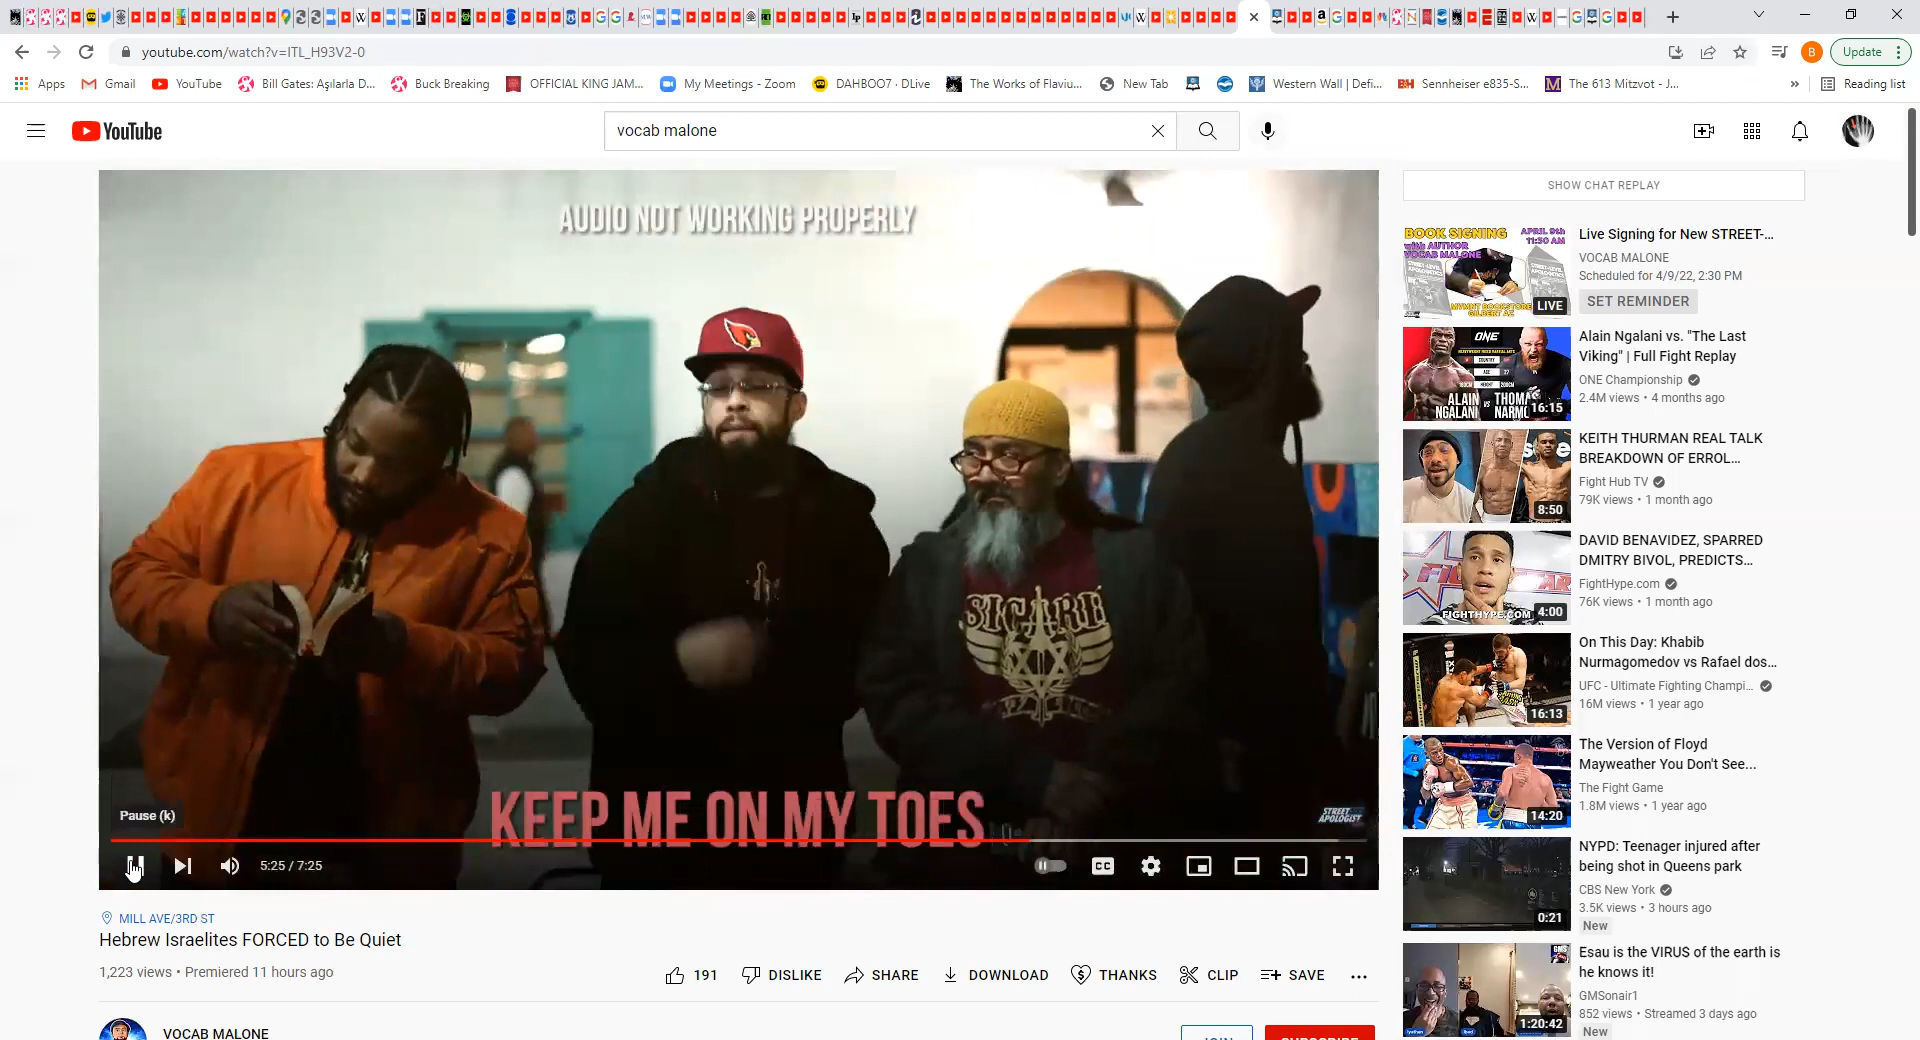 youtube.com/watch?v=ITL_H93V2-0
Update
Apps
Gmail
YouTube
Bill Gates: Aşılarla D...
Buck Breaking
OFFICIAL KING JAM...
My Meetings - Zoom
DAHBOO7 · DLive
The Works of Flaviu...
New Tab
Western Wall | Defi...
Sennheiser e835-S...
The 613 Mitzvot - J...
»
Reading list
YouTube
vocab malone
AUDIO NOT WORKING PROPERLY
SICARII
KEEP ME ON MY TOES
STREET APOLOGIST
Pause (k)
5:25 / 7:25
CC
MILL AVE/3RD ST
Hebrew Israelites FORCED to Be Quiet
1,223 views • Premiered 11 hours ago
191
DISLIKE
SHARE
DOWNLOAD
THANKS
CLIP
SAVE
VOCAB MALONE
JOIN
SUBSCRIBE
SHOW CHAT REPLAY
BOOK SIGNING
with AUTHOR
VOCAB MALONE
APRIL 9th
11:30 AM
MVMNT BOOKSTORE
GILBERT AZ
LIVE
Live Signing for New STREET-...
VOCAB MALONE
Scheduled for 4/9/22, 2:30 PM
SET REMINDER
ONE
COUNTRY
AGE
HEIGHT
ALAIN
NGALANI
VS
16:15
Alain Ngalani vs. "The Last
Viking" | Full Fight Replay
ONE Championship
2.4M views • 4 months ago
8:50
KEITH THURMAN REAL TALK
BREAKDOWN OF ERROL...
Fight Hub TV
79K views • 1 month ago
FIGHTHYPE.COM
4:00
DAVID BENAVIDEZ, SPARRED
DMITRY BIVOL, PREDICTS...
FightHype.com
76K views • 1 month ago
16:13
On This Day: Khabib
Nurmagomedov vs Rafael dos...
UFC - Ultimate Fighting Champi...
16M views • 1 year ago
14:20
The Version of Floyd
Mayweather You Don't See...
The Fight Game
1.8M views • 1 year ago
0:21
NYPD: Teenager injured after
being shot in Queens park
CBS New York
3.5K views • 3 hours ago
New
GMS
1:20:42
Esau is the VIRUS of the earth is
he knows it!
GMSonair1
852 views • Streamed 3 days ago
New